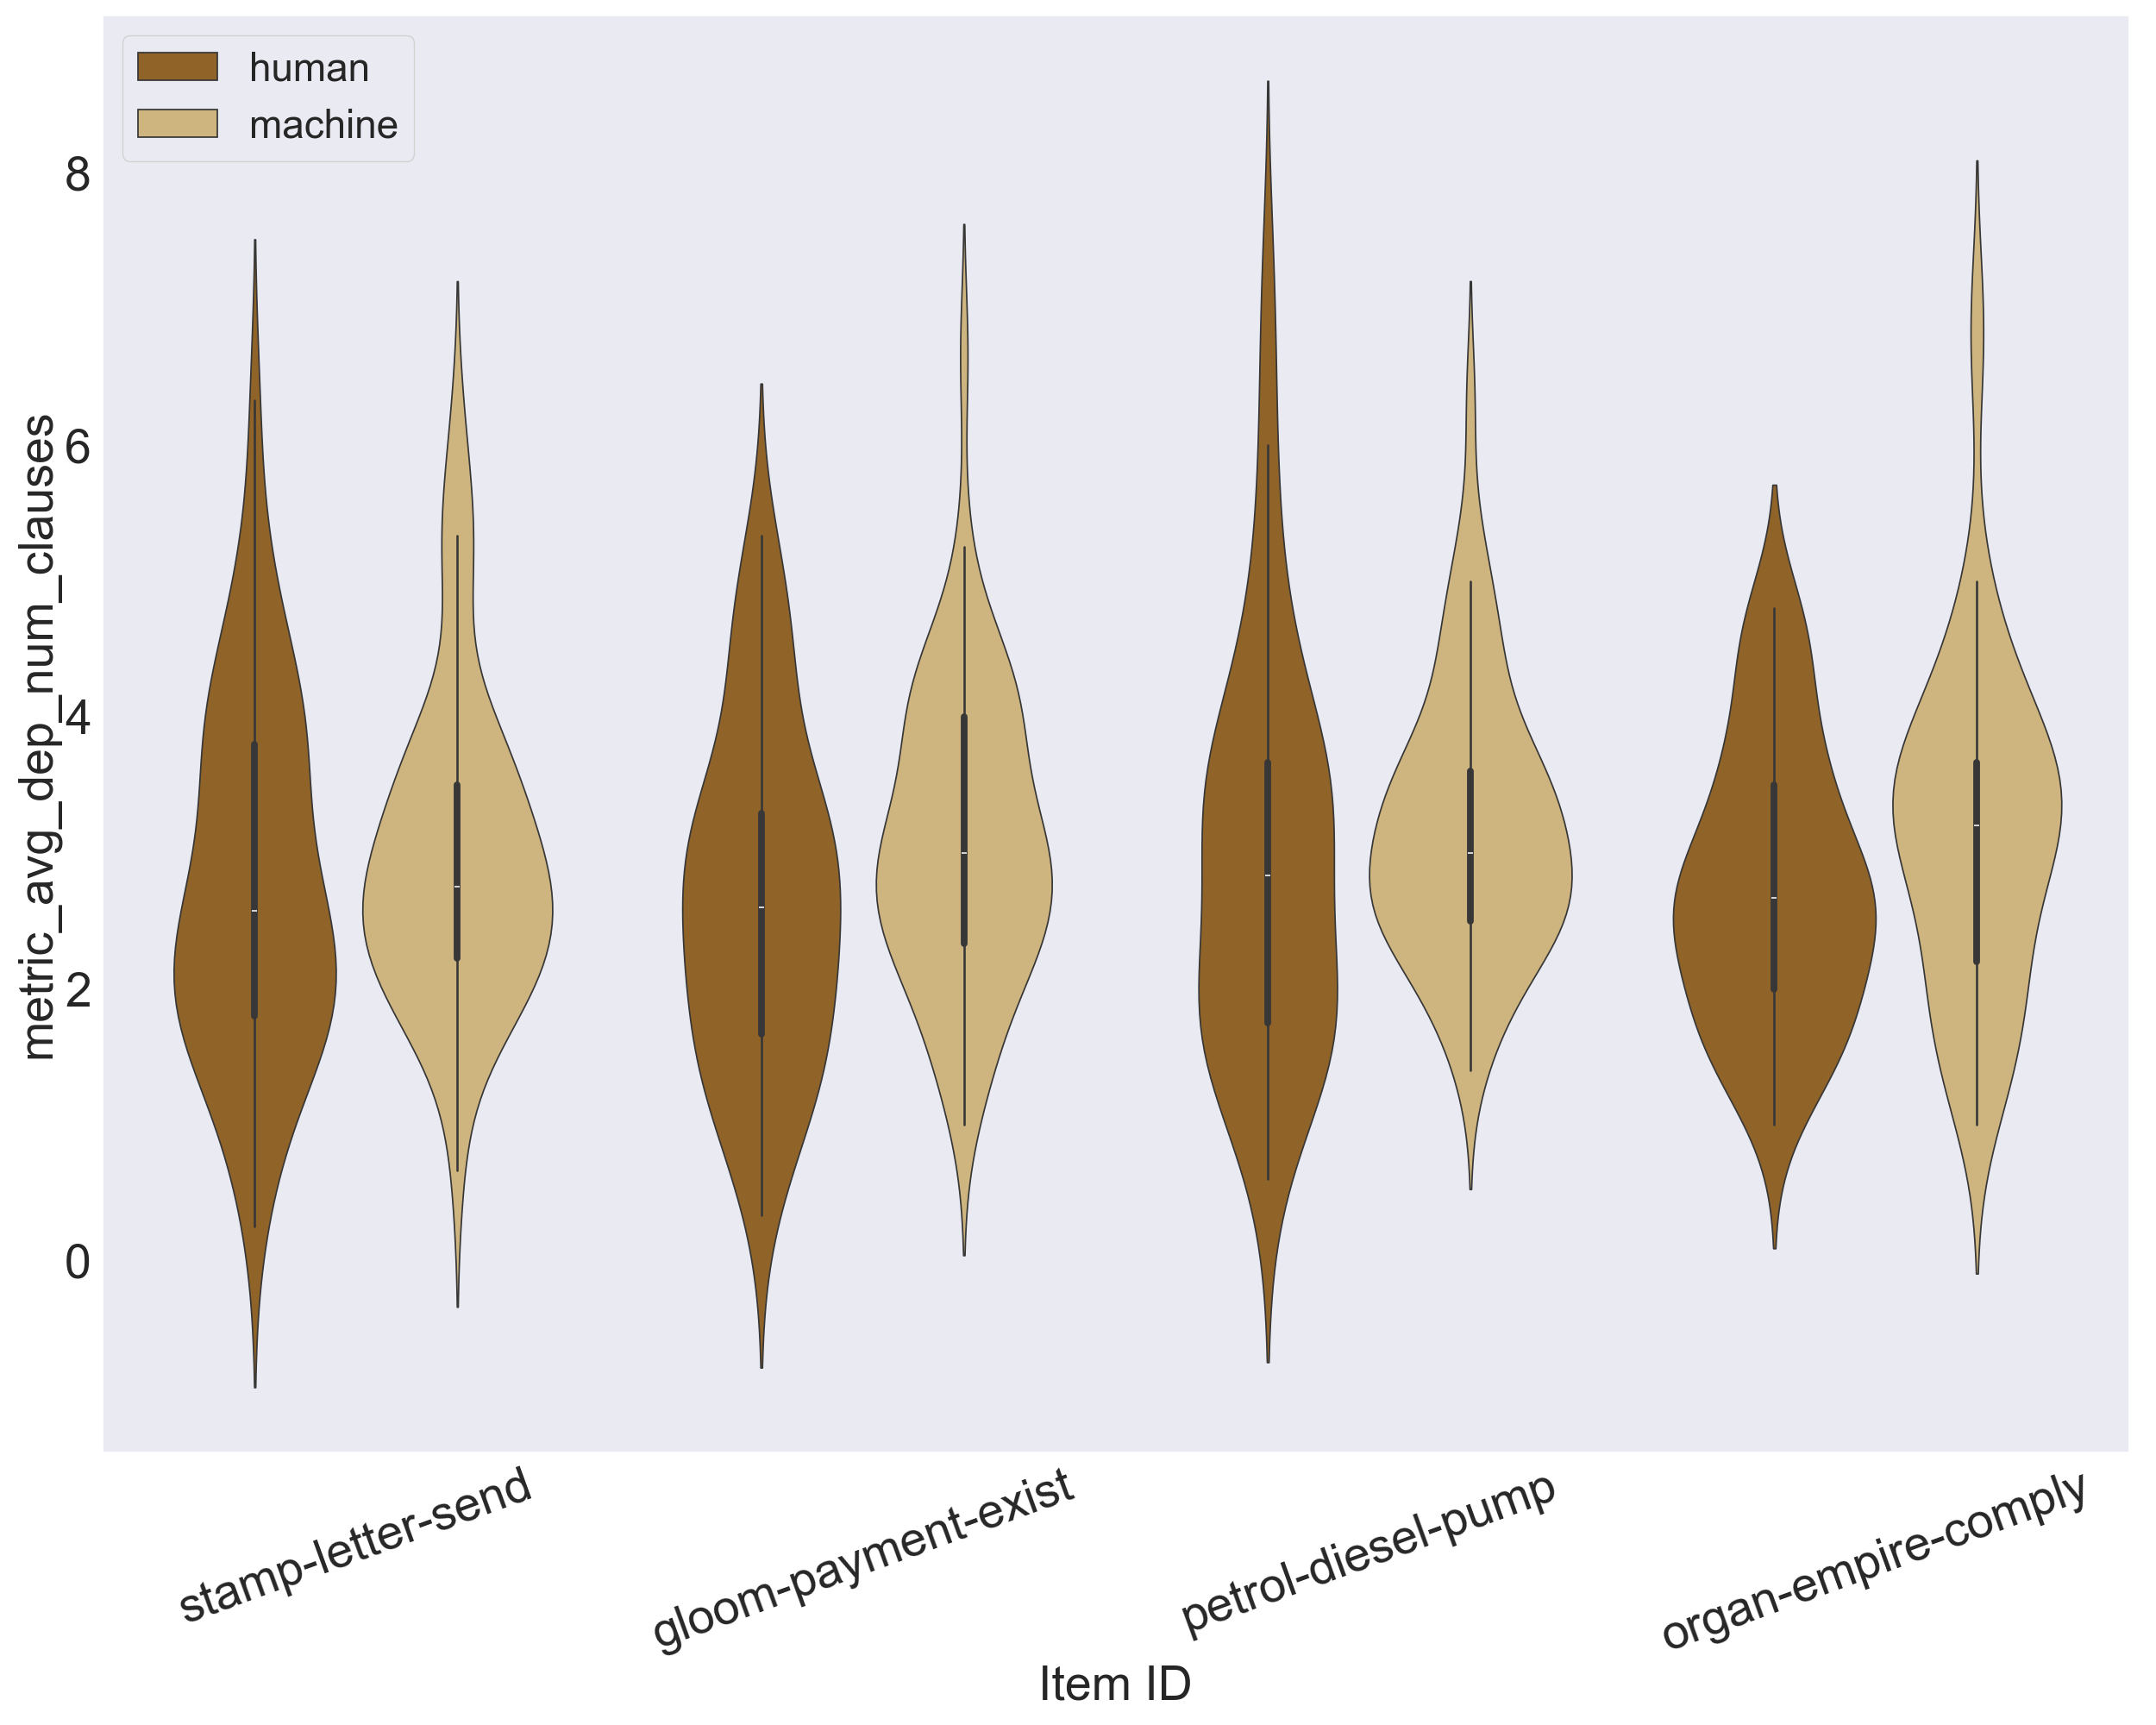 human
machine
metric_avg_dep_num_clauses
8
6
4
2
0
stamp-letter-send
gloom-payment-exist
petrol-diesel-pump
organ-empire-comply
Item ID